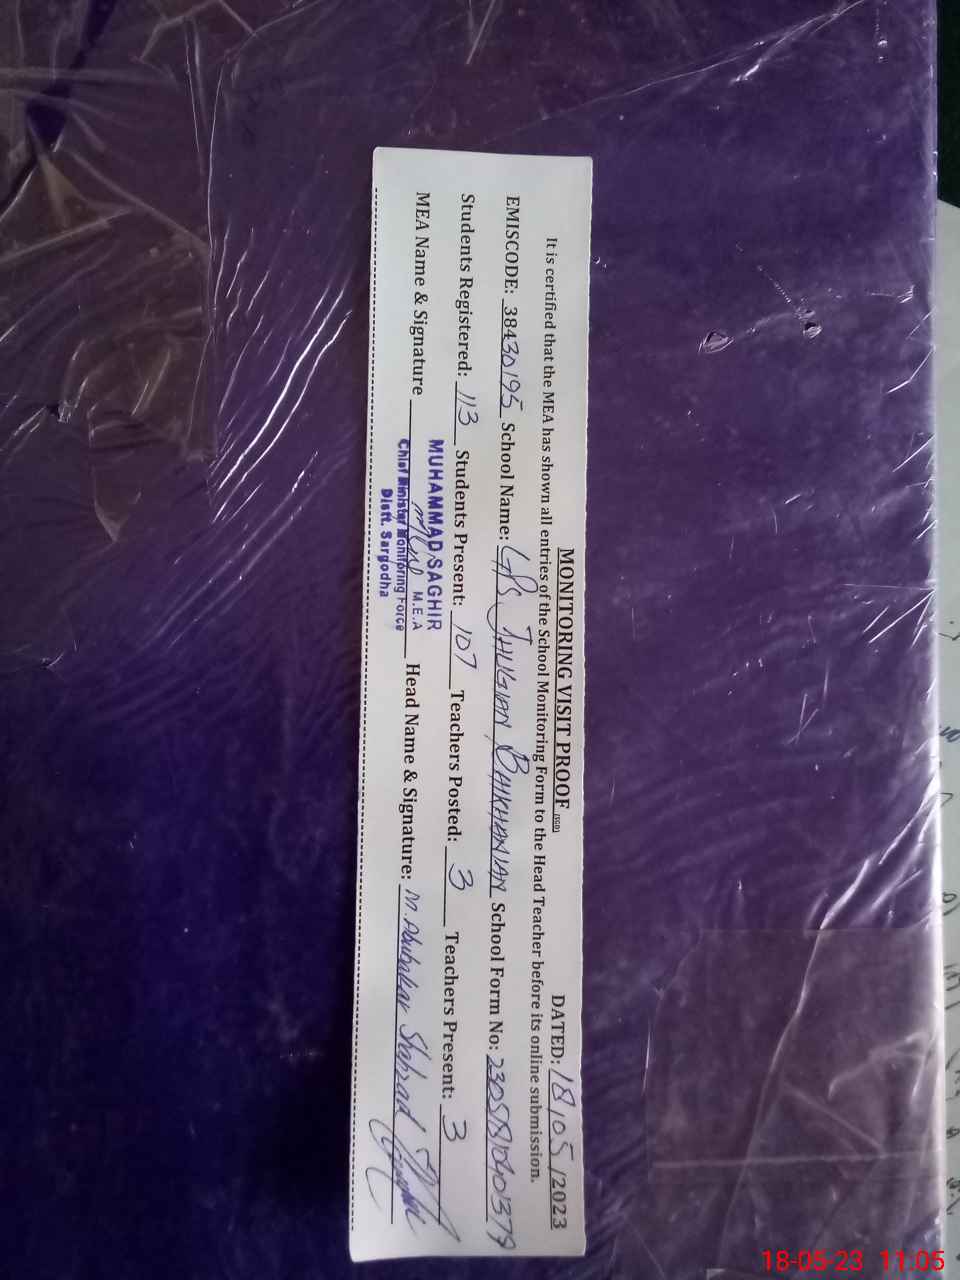 MONITORING VISIT PROOF (SGD) DATED: 18/05/2023
It is certified that the MEA has shown all entries of the School Monitoring Form to the Head Teacher before its online submission.
EMISCODE: 38430195 School Name: GPS JHUGIAN BHIKHANIAN School Form No:
Students Registered: 113 Students Present: 107 Teachers Posted: 3 Teachers Present: 3
MEA Name & Signature Head Name & Signature: M. Abubakar Shahzad
MUHAMMAD SAGHIR
M.E.A
Chief Minister Monitoring Force
Distt. Sargodha
18-05-23 11:05